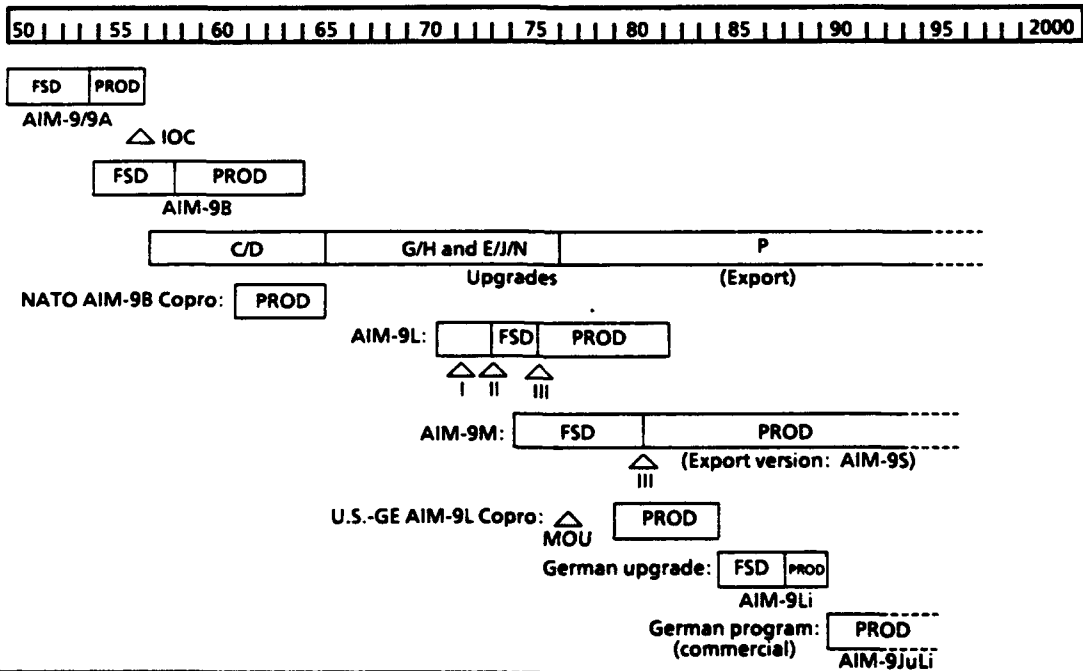 50 55 60 65 70 75 80 85 90 95 2000
FSD PROD
AIM-9/9A
IOC
FSD PROD
AIM-9B
C/D G/H and E/J/N P
Upgrades (Export)
NATO AIM-9B Copro: PROD
AIM-9L: FSD PROD
I II III
AIM-9M: FSD PROD
(Export version: AIM-9S)
III
U.S.-GE AIM-9L Copro: PROD
MOU
German upgrade: FSD PROD
AIM-9Li
German program: PROD
(commercial)
AIM-9JuLi